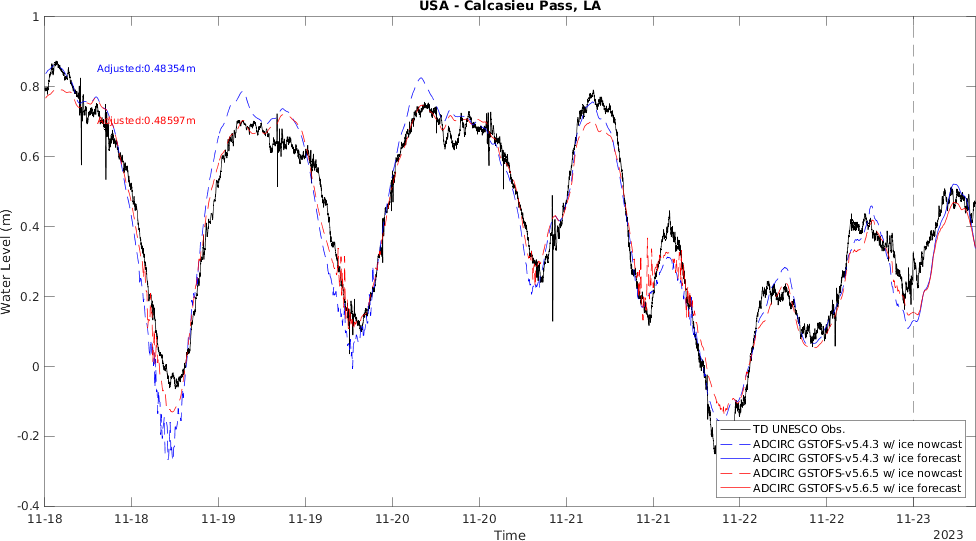 USA - Calcasieu Pass, LA
1
0.8
0.6
0.4
0.2
0
-0.2
-0.4
Water Level (m)
Adjusted:0.48354m
Adjusted:0.48597m
TD UNESCO Obs.
ADCIRC GSTOFS-v5.4.3 w/ ice nowcast
ADCIRC GSTOFS-v5.4.3 w/ ice forecast
ADCIRC GSTOFS-v5.6.5 w/ ice nowcast
ADCIRC GSTOFS-v5.6.5 w/ ice forecast
11-18 11-18 11-19 11-19 11-20 11-20 11-21 11-21 11-22 11-22 11-23
Time
2023